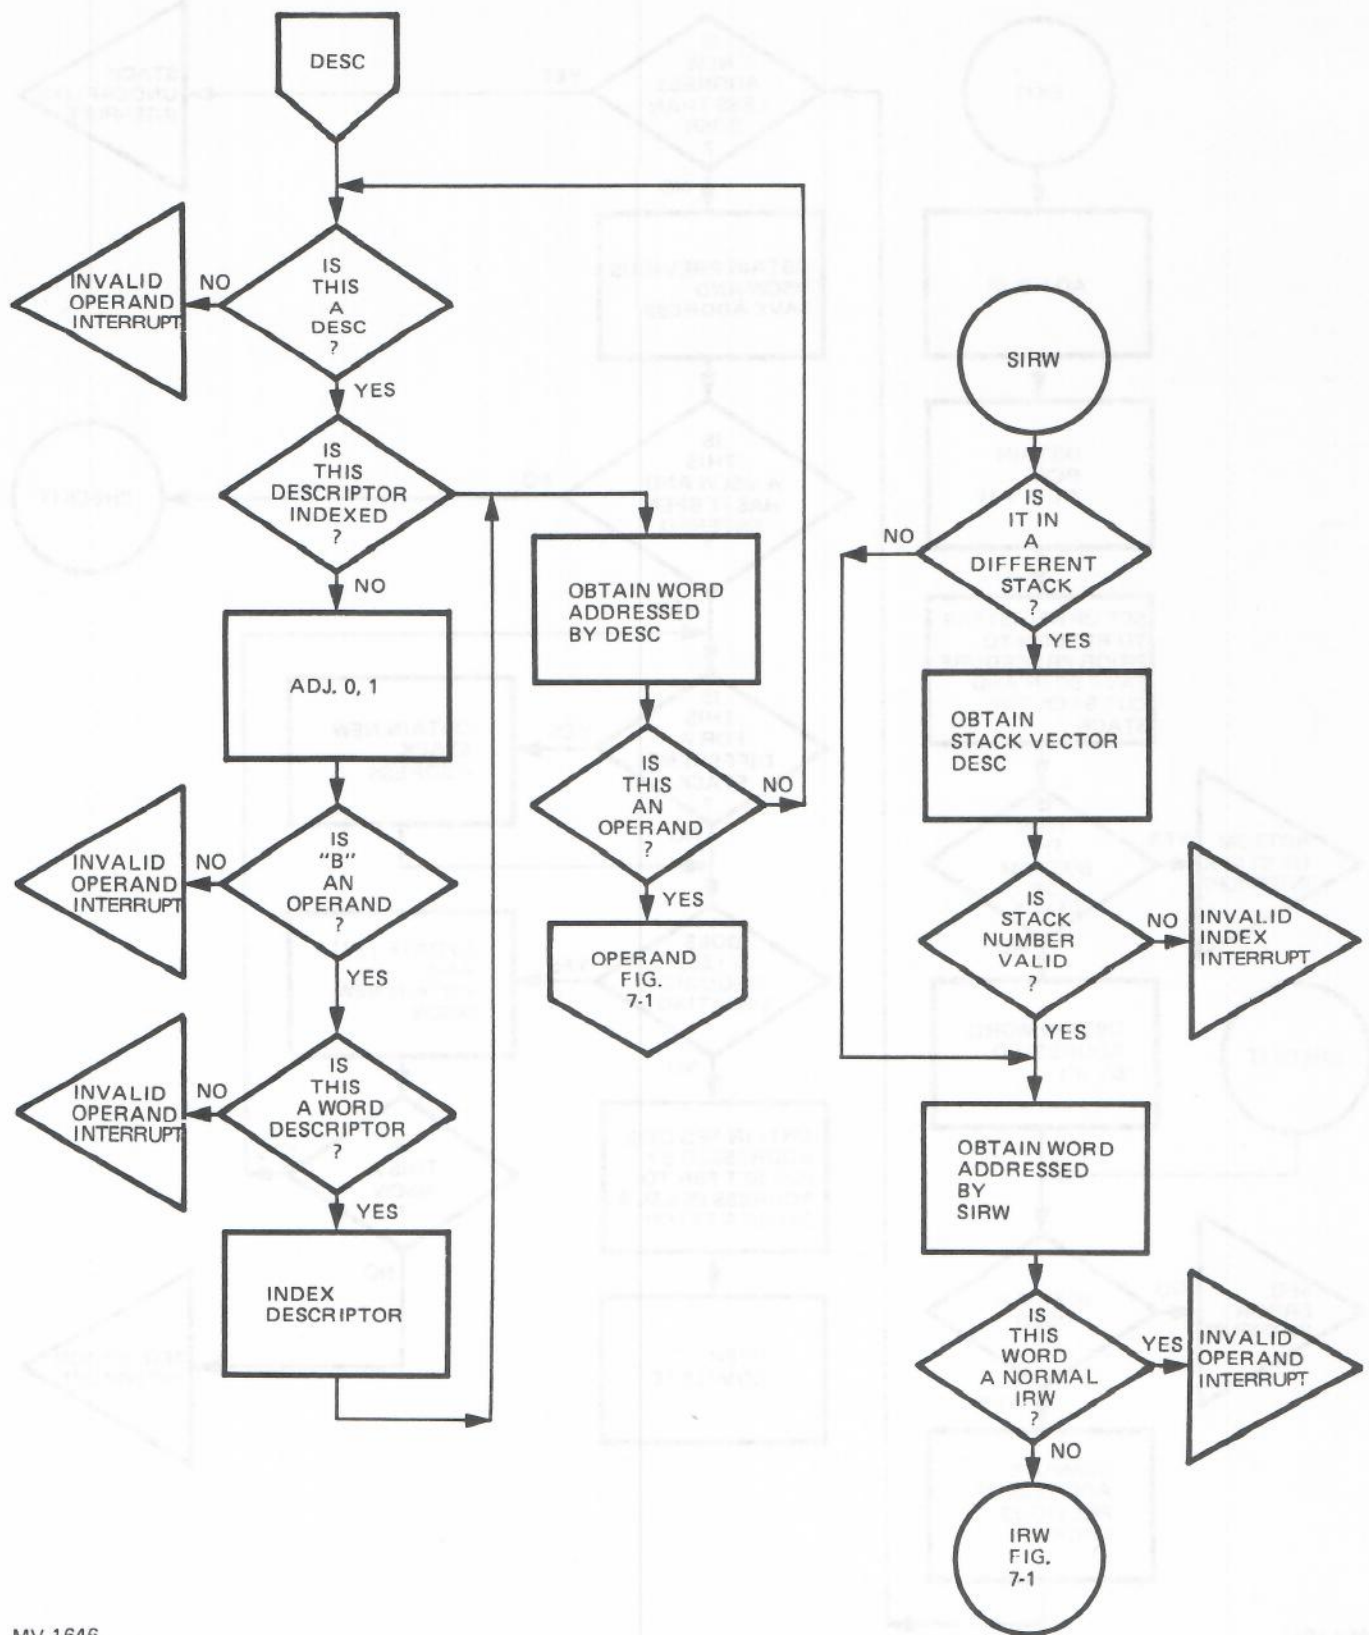 DESC
IS
THIS
A
DESC
?
NO
INVALID
OPERAND
INTERRUPT
YES
IS
THIS
DESCRIPTOR
INDEXED
?
NO
ADJ. 0, 1
IS
"B"
AN
OPERAND
?
NO
INVALID
OPERAND
INTERRUPT
YES
IS
THIS
A WORD
DESCRIPTOR
?
NO
INVALID
OPERAND
INTERRUPT
YES
INDEX
DESCRIPTOR
OBTAIN WORD
ADDRESSED
BY DESC
IS
THIS
AN
OPERAND
?
NO
YES
OPERAND
FIG.
7-1
SIRW
IS
IT IN
A
DIFFERENT
STACK
?
NO
YES
OBTAIN
STACK VECTOR
DESC
IS
STACK
NUMBER
VALID
?
NO
INVALID
INDEX
INTERRUPT
YES
OBTAIN WORD
ADDRESSED
BY
SIRW
IS
THIS
WORD
A NORMAL
IRW
?
YES
INVALID
OPERAND
INTERRUPT
NO
IRW
FIG.
7-1
MV 1646